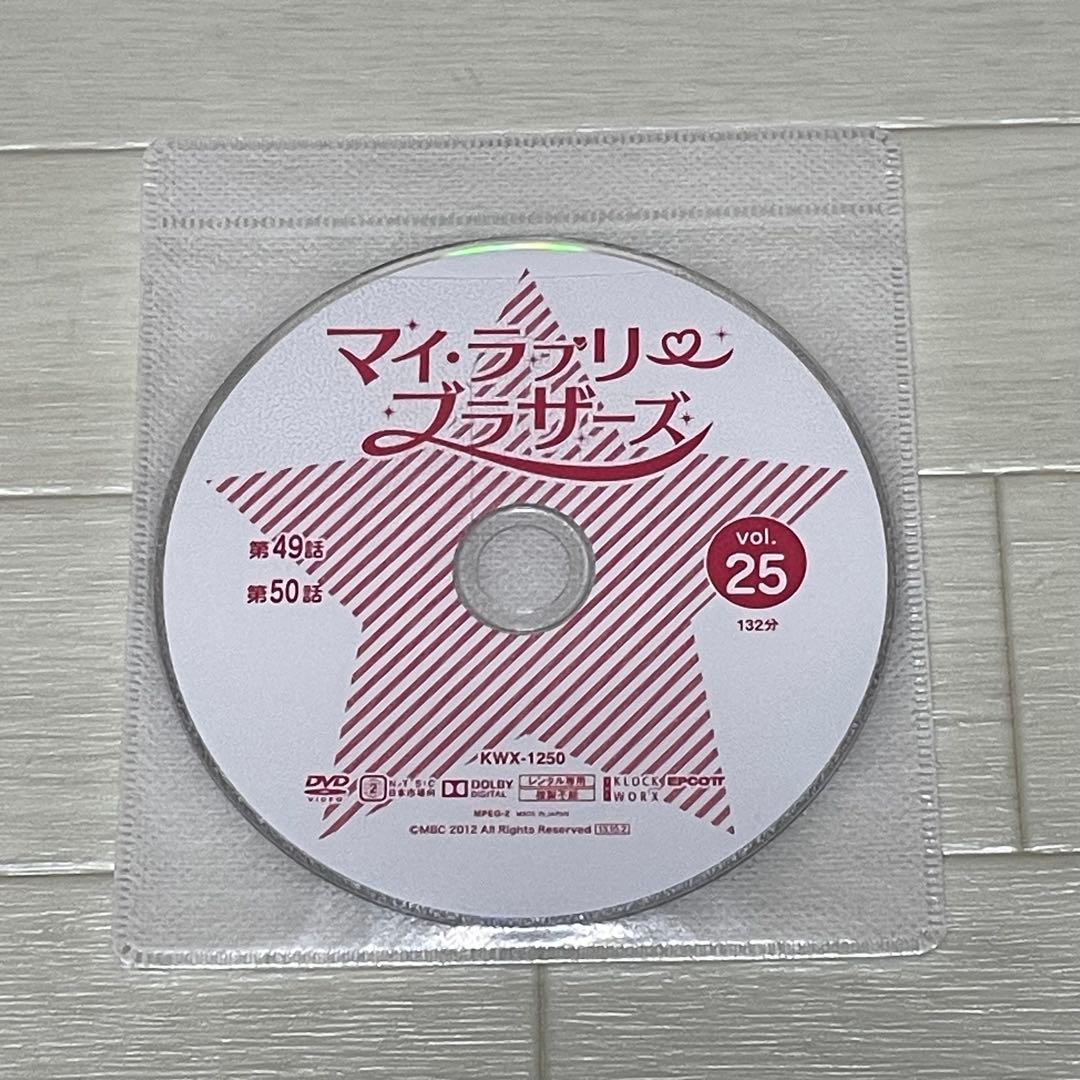 マイ・ラブリー
ブラザーズ
第49話
第50話
vol.
25
132分
KWX-1250
DVD
VIDEO
2
NTSC
日本市場向
DOLBY
DIGITAL
レンタル専用
複製不能
KLOCK
WORX
EPCOTT
MPEG-2 MADE IN JAPAN
©MBC 2012 All Rights Reserved 13.10.2